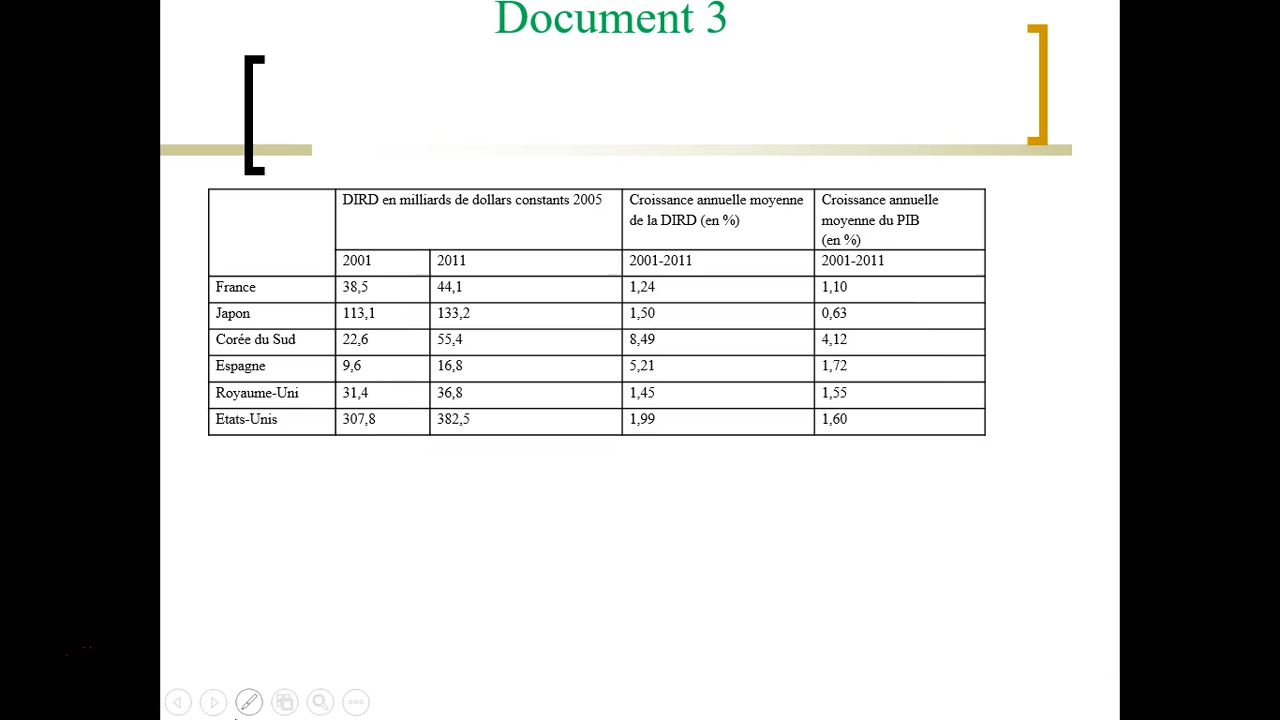 Document 3
DIRD en milliards de dollars constants 2005
Croissance annuelle moyenne
de la DIRD (en %)
Croissance annuelle
moyenne du PIB
(en %)
2001 2011 2001-2011 2001-2011
France 38,5 44,1 1,24 1,10
Japon 113,1 133,2 1,50 0,63
Corée du Sud 22,6 55,4 8,49 4,12
Espagne 9,6 16,8 5,21 1,72
Royaume-Uni 31,4 36,8 1,45 1,55
Etats-Unis 307,8 382,5 1,99 1,60